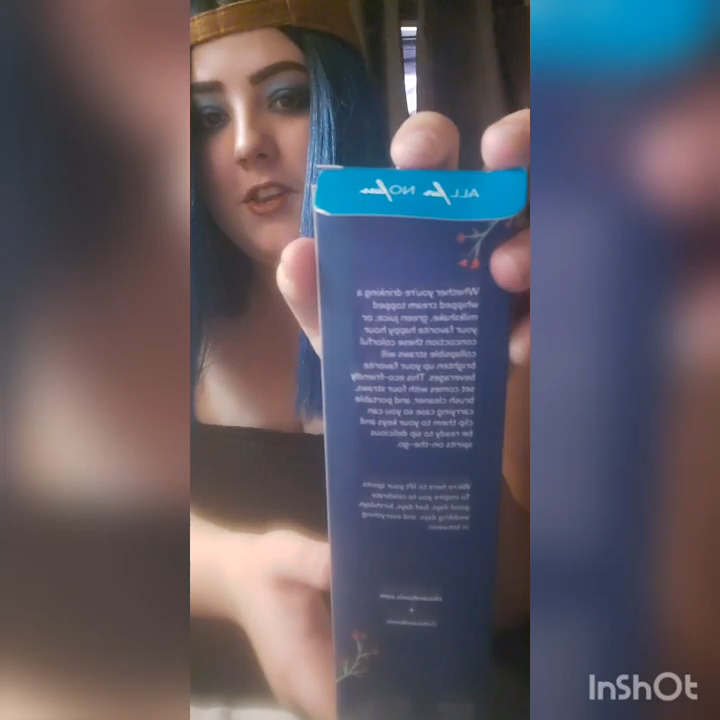 ALL fun NO fuss
Whether you're drinking a
whipped cream topped
milkshake, green juice, or
your favorite happy hour
concoction these colorful
collapsible straws will
brighten up your favorite
beverages. This eco-friendly
set comes with four straws,
brush cleaner, and portable
carrying case so you can
clip them to your keys and
be ready to sip delicious
spirits on-the-go.
We're here to lift your spirits.
To inspire you to celebrate
good days, bad days, birthdays
wedding days, and everything
in between.
chicandtonic.com
+
@chicandtonic
InShOt